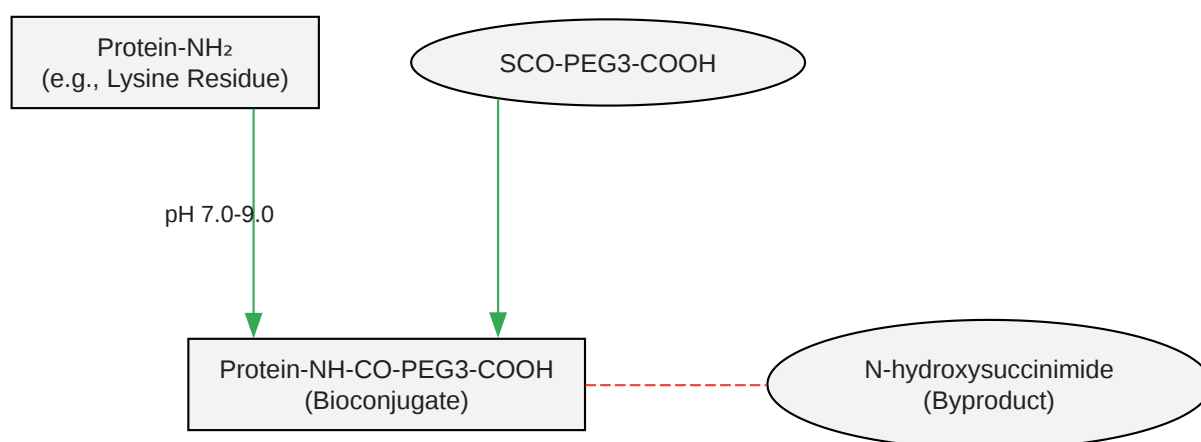 Protein-NH₂
(e.g., Lysine Residue)
SCO-PEG3-COOH
pH 7.0-9.0
Protein-NH-CO-PEG3-COOH
(Bioconjugate)
N-hydroxysuccinimide
(Byproduct)